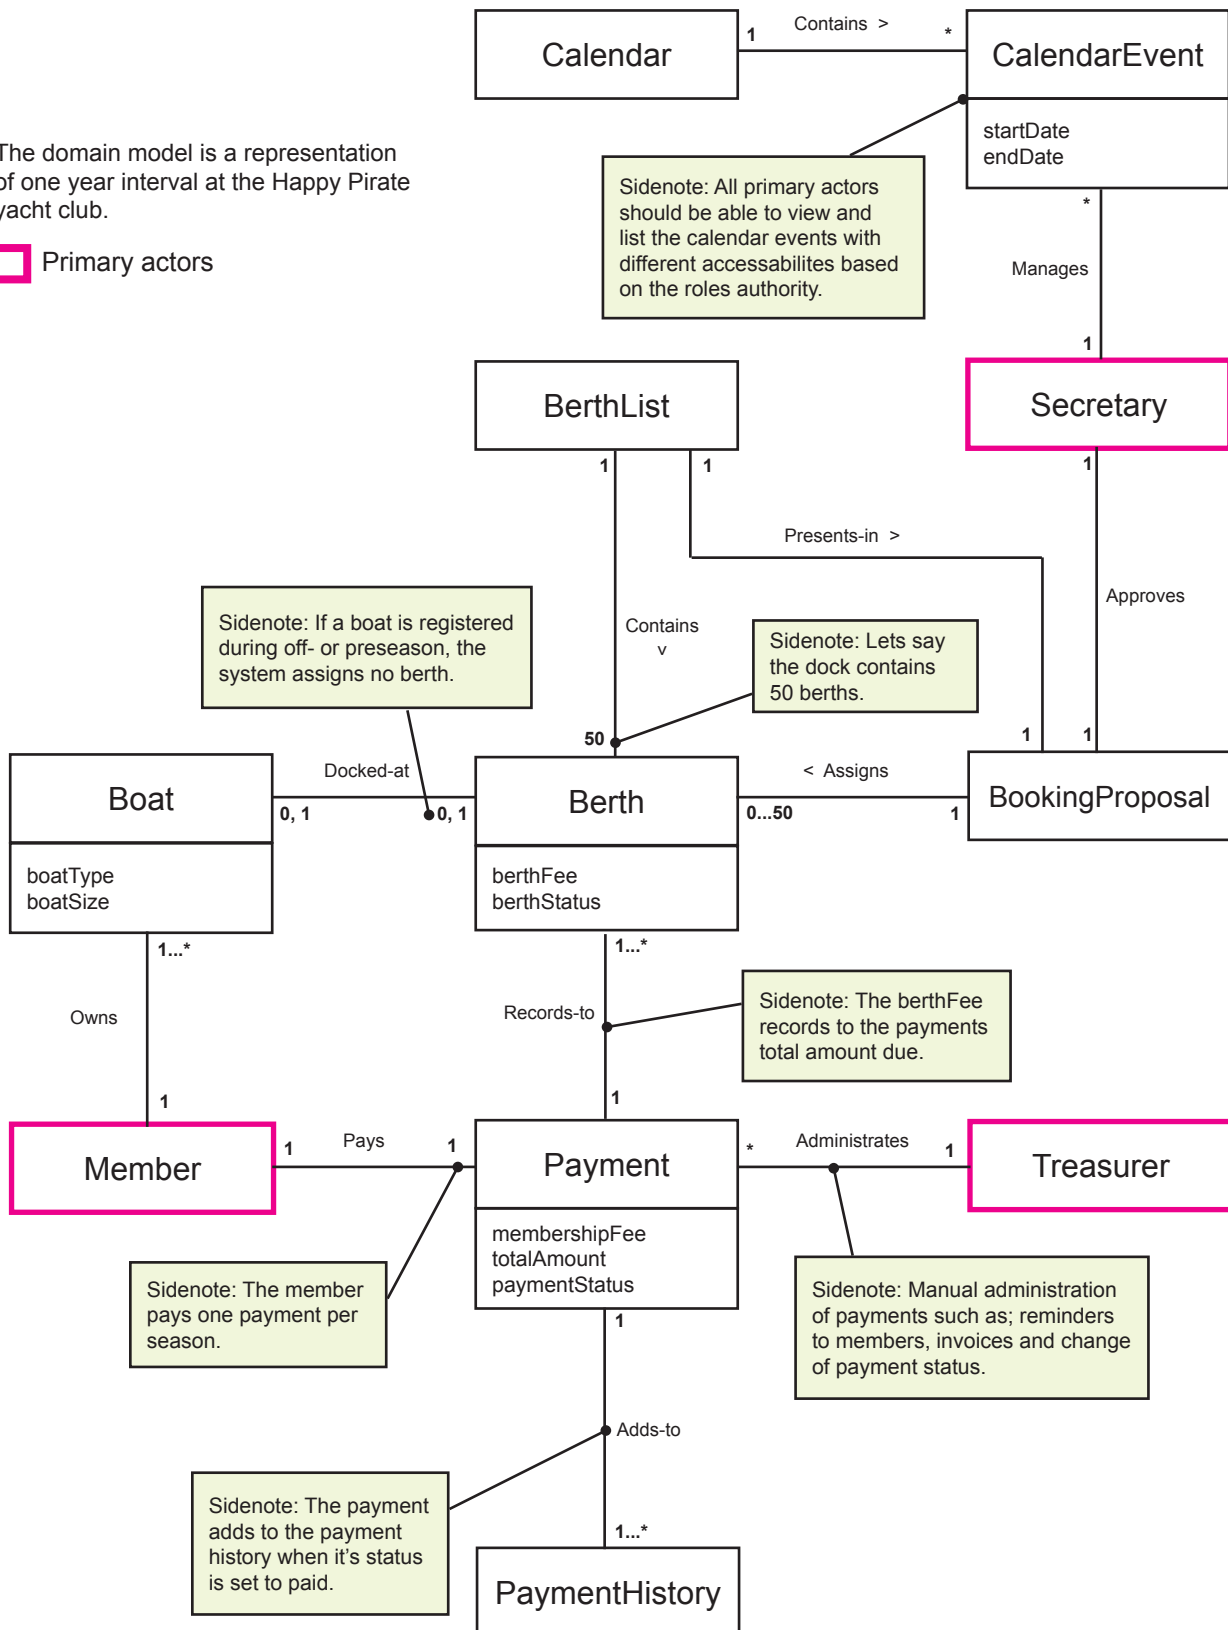 Calendar
1
Contains >
*
CalendarEvent
startDate
endDate
The domain model is a representation
of one year interval at the Happy Pirate
yacht club.
Primary actors
Sidenote: All primary actors
should be able to view and
list the calendar events with
different accessabilites based
on the roles authority.
*
Manages
1
BerthList
Secretary
1
1
1
Presents-in >
Sidenote: If a boat is registered
during off- or preseason, the
system assigns no berth.
Contains
v
Sidenote: Lets say
the dock contains
50 berths.
Approves
50
1
1
Boat
Docked-at
0, 1
0, 1
Berth
< Assigns
0...50
1
BookingProposal
boatType
boatSize
berthFee
berthStatus
1...*
1...*
Owns
Records-to
Sidenote: The berthFee
records to the payments
total amount due.
1
1
Member
1
Pays
1
Payment
*
Administrates
1
Treasurer
membershipFee
totalAmount
paymentStatus
Sidenote: The member
pays one payment per
season.
Sidenote: Manual administration
of payments such as; reminders
to members, invoices and change
of payment status.
1
Adds-to
Sidenote: The payment
adds to the payment
history when it's status
is set to paid.
1...*
PaymentHistory